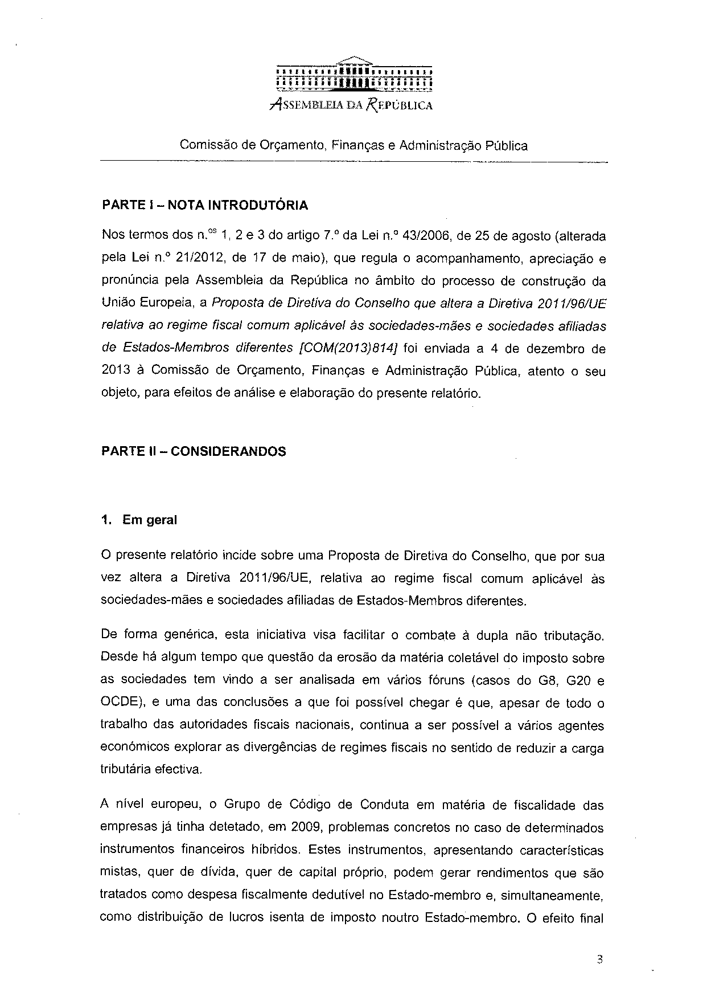 ASSEMBLEIA DA REPÚBLICA
Comissão de Orçamento, Finanças e Administração Pública
PARTE I – NOTA INTRODUTÓRIA
Nos termos dos n.ºs 1, 2 e 3 do artigo 7.º da Lei n.º 43/2006, de 25 de agosto (alterada
pela Lei n.º 21/2012, de 17 de maio), que regula o acompanhamento, apreciação e
pronúncia pela Assembleia da República no âmbito do processo de construção da
União Europeia, a Proposta de Diretiva do Conselho que altera a Diretiva 2011/96/UE
relativa ao regime fiscal comum aplicável às sociedades-mães e sociedades afiliadas
de Estados-Membros diferentes [COM(2013)814] foi enviada a 4 de dezembro de
2013 à Comissão de Orçamento, Finanças e Administração Pública, atento o seu
objeto, para efeitos de análise e elaboração do presente relatório.
PARTE II – CONSIDERANDOS
1. Em geral
O presente relatório incide sobre uma Proposta de Diretiva do Conselho, que por sua
vez altera a Diretiva 2011/96/UE, relativa ao regime fiscal comum aplicável às
sociedades-mães e sociedades afiliadas de Estados-Membros diferentes.
De forma genérica, esta iniciativa visa facilitar o combate à dupla não tributação.
Desde há algum tempo que questão da erosão da matéria coletável do imposto sobre
as sociedades tem vindo a ser analisada em vários fóruns (casos do G8, G20 e
OCDE), e uma das conclusões a que foi possível chegar é que, apesar de todo o
trabalho das autoridades fiscais nacionais, continua a ser possível a vários agentes
económicos explorar as divergências de regimes fiscais no sentido de reduzir a carga
tributária efectiva.
A nível europeu, o Grupo de Código de Conduta em matéria de fiscalidade das
empresas já tinha detetado, em 2009, problemas concretos no caso de determinados
instrumentos financeiros híbridos. Estes instrumentos, apresentando características
mistas, quer de dívida, quer de capital próprio, podem gerar rendimentos que são
tratados como despesa fiscalmente dedutível no Estado-membro e, simultaneamente,
como distribuição de lucros isenta de imposto noutro Estado-membro. O efeito final
3